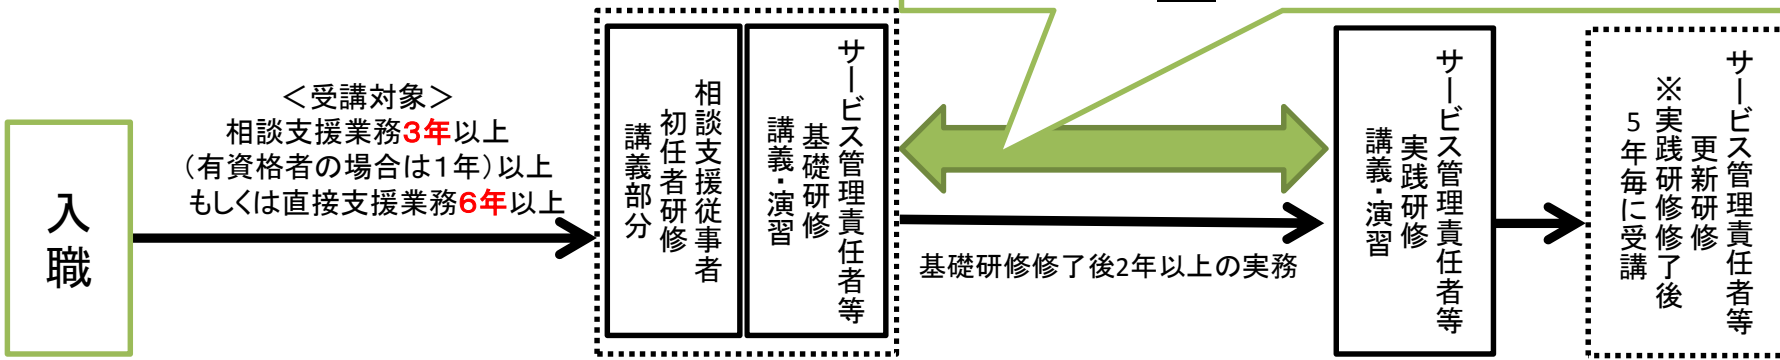 入職
＜受講対象＞
相談支援業務3年以上
(有資格者の場合は1年)以上
もしくは直接支援業務6年以上
相談支援従事者
初任者研修
講義部分
サービス管理責任者等
基礎研修
講義・演習
基礎研修修了後2年以上の実務
サービス管理責任者等
実践研修
講義・演習
サービス管理責任者等
更新研修
※実践研修修了後
5年毎に受講